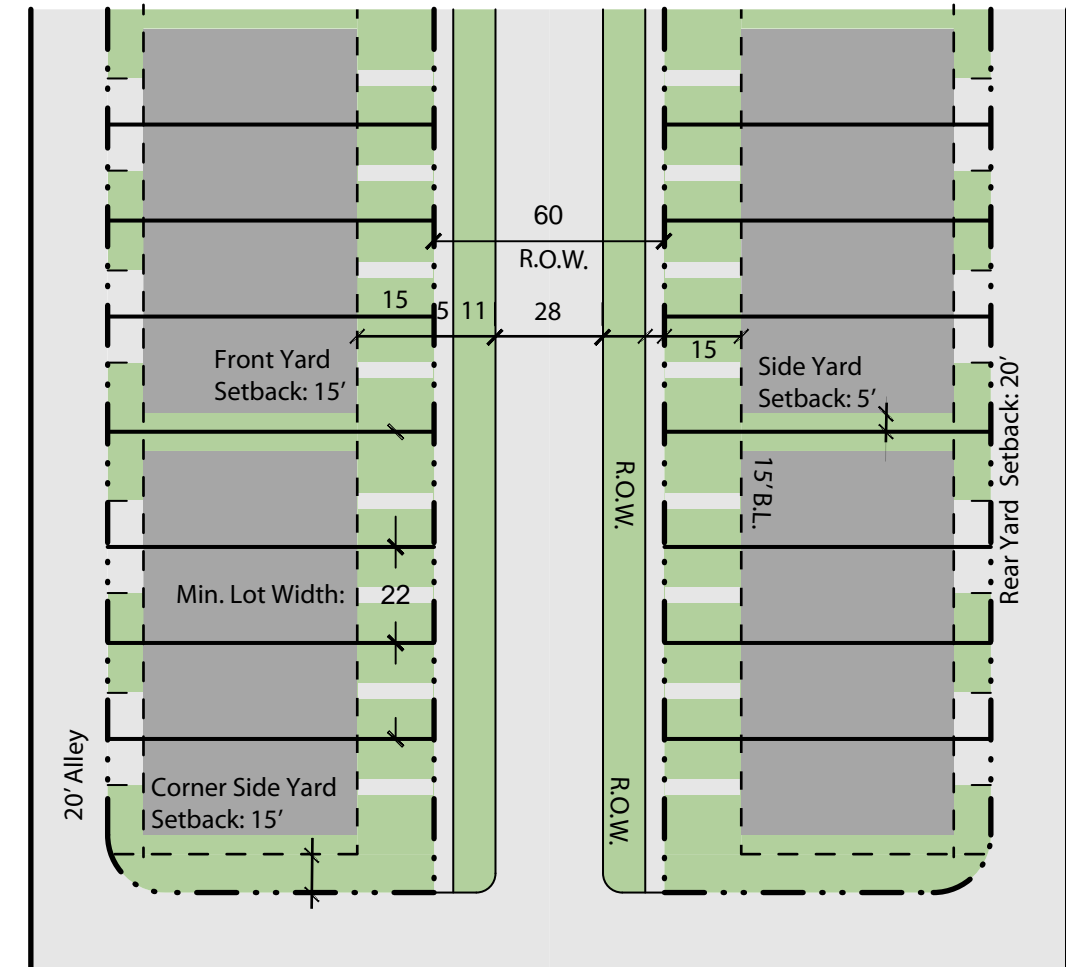 60
R.O.W.
15
5
11
28
15
Front Yard
Setback: 15'
Side Yard
Setback: 5'
Rear Yard Setback: 20'
R.O.W.
15' B.L.
Min. Lot Width:
22
20' Alley
Corner Side Yard
Setback: 15'
R.O.W.